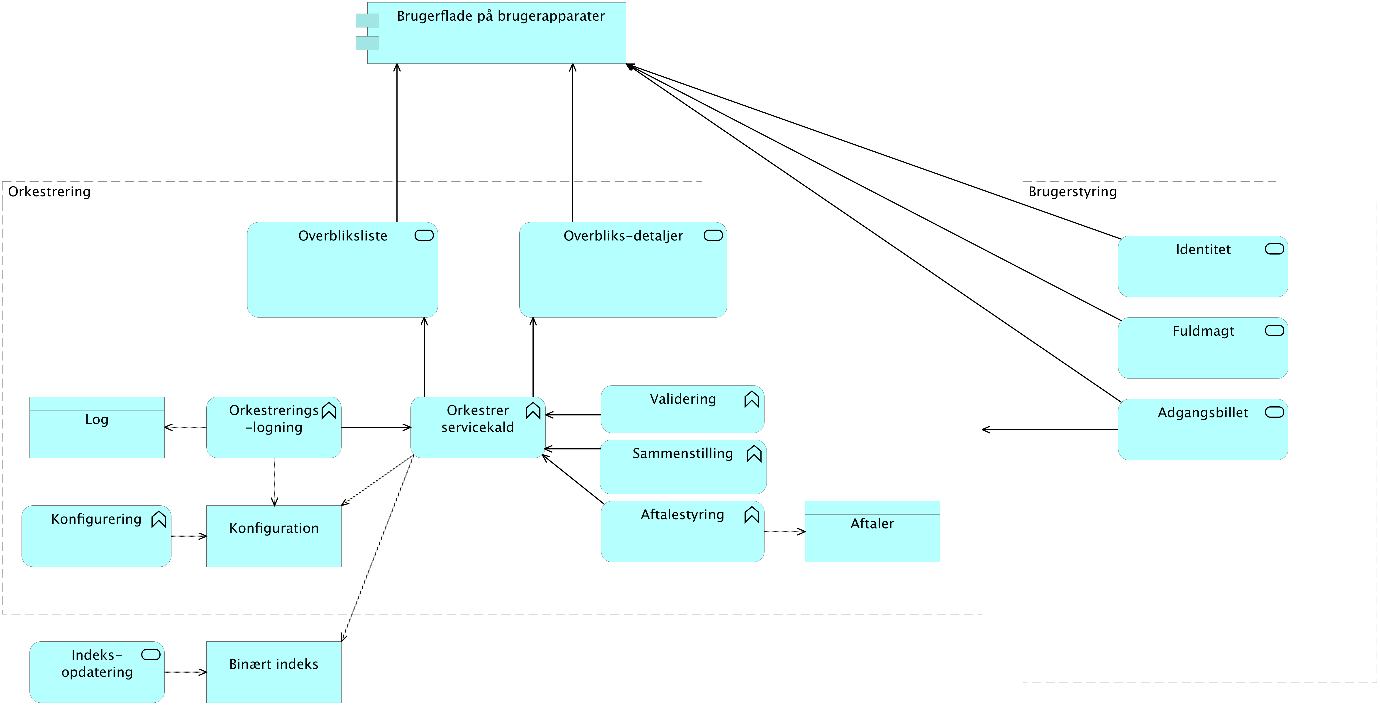 Brugerflade på brugerapparater
Orkestrering
Brugerstyring
Overbliksliste
Overbliks-detaljer
Identitet
Fuldmagt
Adgangsbillet
Log
Orkestrerings
-logning
Orkestrer
servicekald
Validering
Sammenstilling
Aftalestyring
Aftaler
Konfigurering
Konfiguration
Indeks-
opdatering
Binært indeks